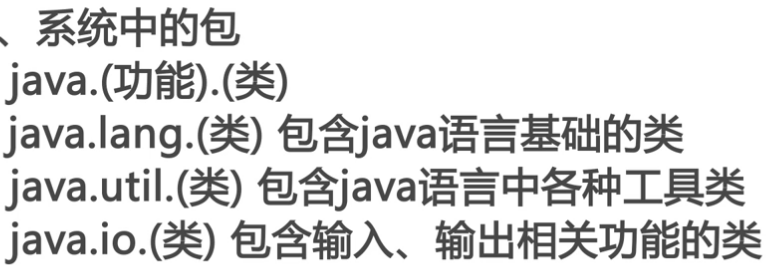 、系统中的包
java.(功能).(类)
java.lang.(类) 包含java语言基础的类
java.util.(类) 包含java语言中各种工具类
java.io.(类) 包含输入、输出相关功能的类